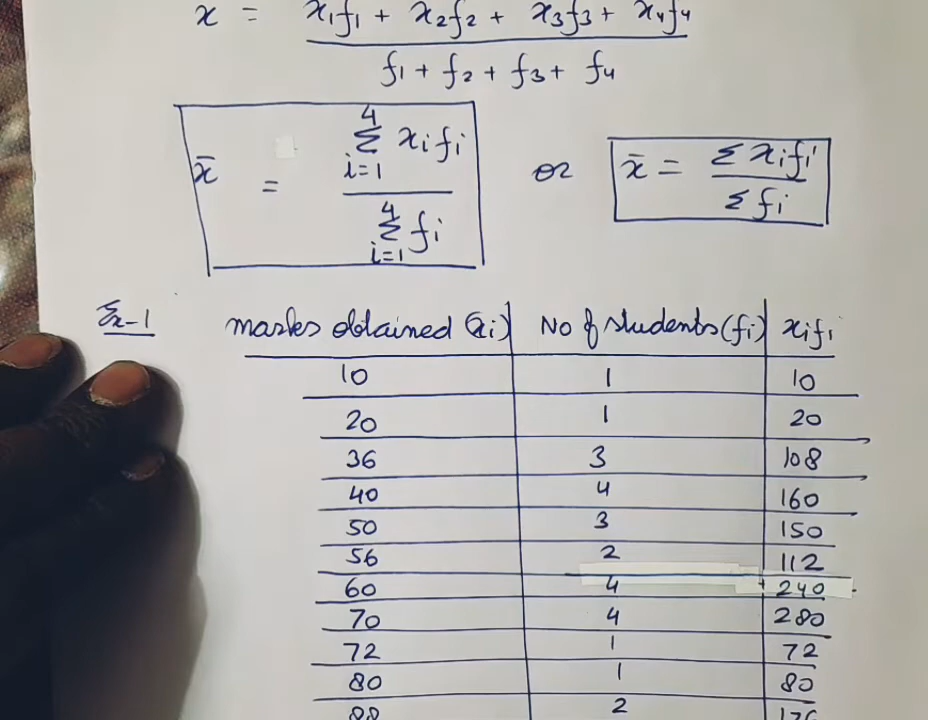 x = x₁f₁ + x₂f₂ + x₃f₃ + x₄f₄
f₁ + f₂ + f₃ + f₄
x̄ = 4 Σ i=1 xᵢfᵢ / 4 Σ i=1 fᵢ or x̄ = Σxᵢfᵢ / Σfᵢ
Ex-1 marks obtained (xi) No of students (fi) xifi
10 1 10
20 1 20
36 3 108
40 4 160
50 3 150
56 2 112
60 4 240
70 4 280
72 1 72
80 1 80
88 2 176